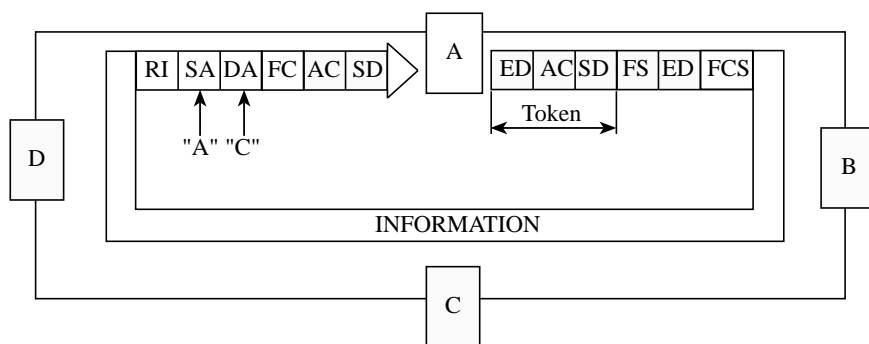 A
RI SA DA FC AC SD
ED AC SD FS ED FCS
Token
"A" "C"
D
B
INFORMATION
C